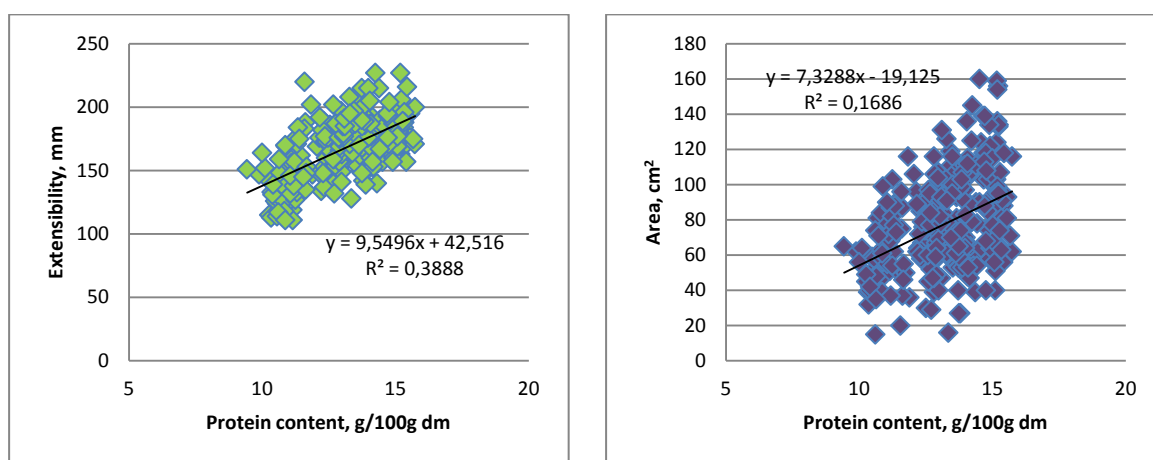 250
200
150
100
50
0
5 10 15 20
Extensibility, mm
Protein content, g/100g dm
y = 9,5496x + 42,516
R² = 0,3888
180
160
140
120
100
80
60
40
20
0
5 10 15 20
Area, cm²
Protein content, g/100g dm
y = 7,3288x - 19,125
R² = 0,1686